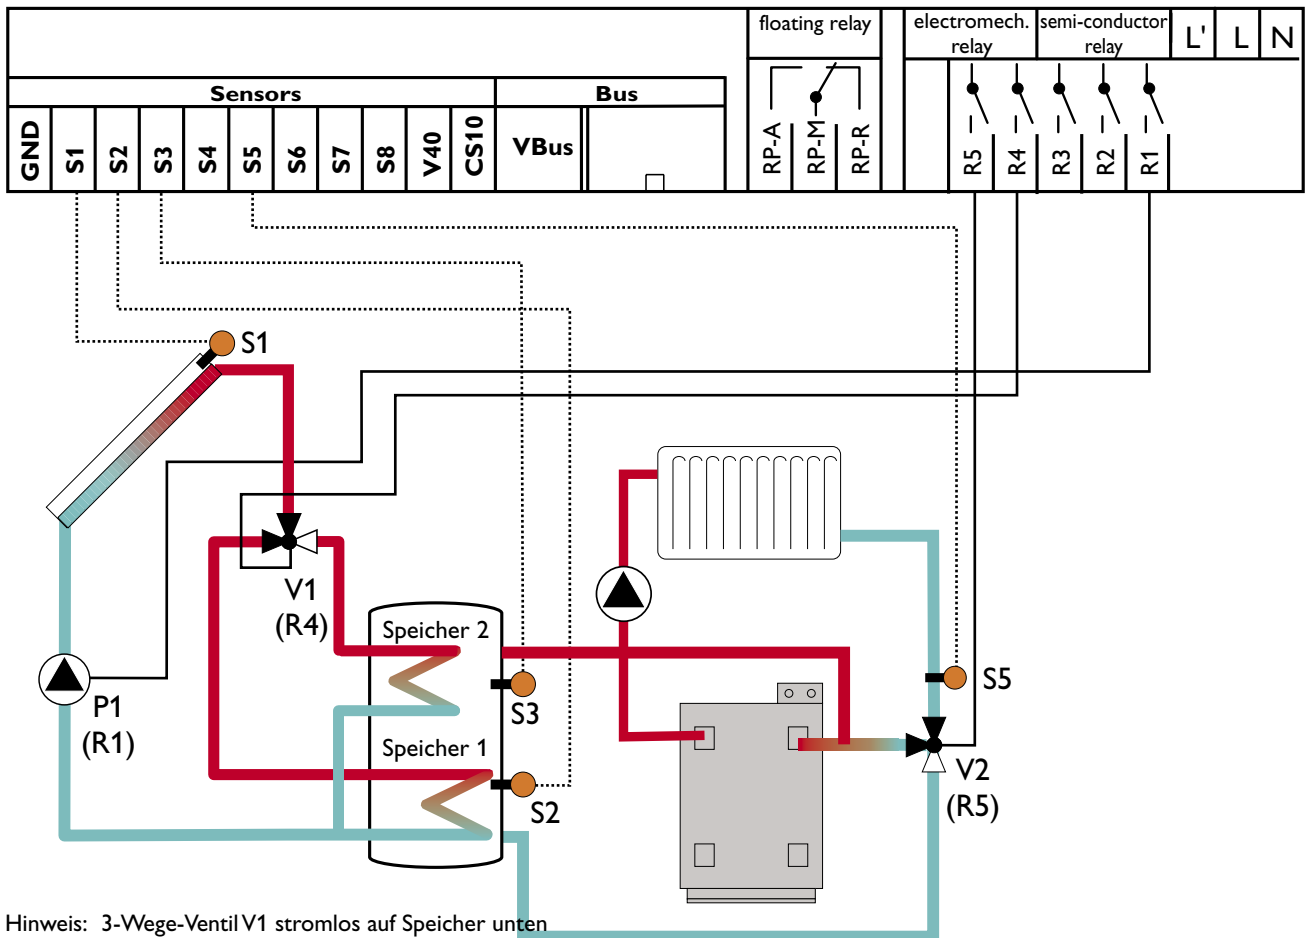 floating relay
electromech. relay
semi-conductor relay
L'
L
N
Sensors
Bus
GND
S1
S2
S3
S4
S5
S6
S7
S8
V40
CS10
VBus
RP-A
RP-M
RP-R
R5
R4
R3
R2
R1
S1
V1
(R4)
Speicher 2
S3
P1
(R1)
Speicher 1
S2
S5
V2
(R5)
Hinweis: 3-Wege-Ventil V1 stromlos auf Speicher unten